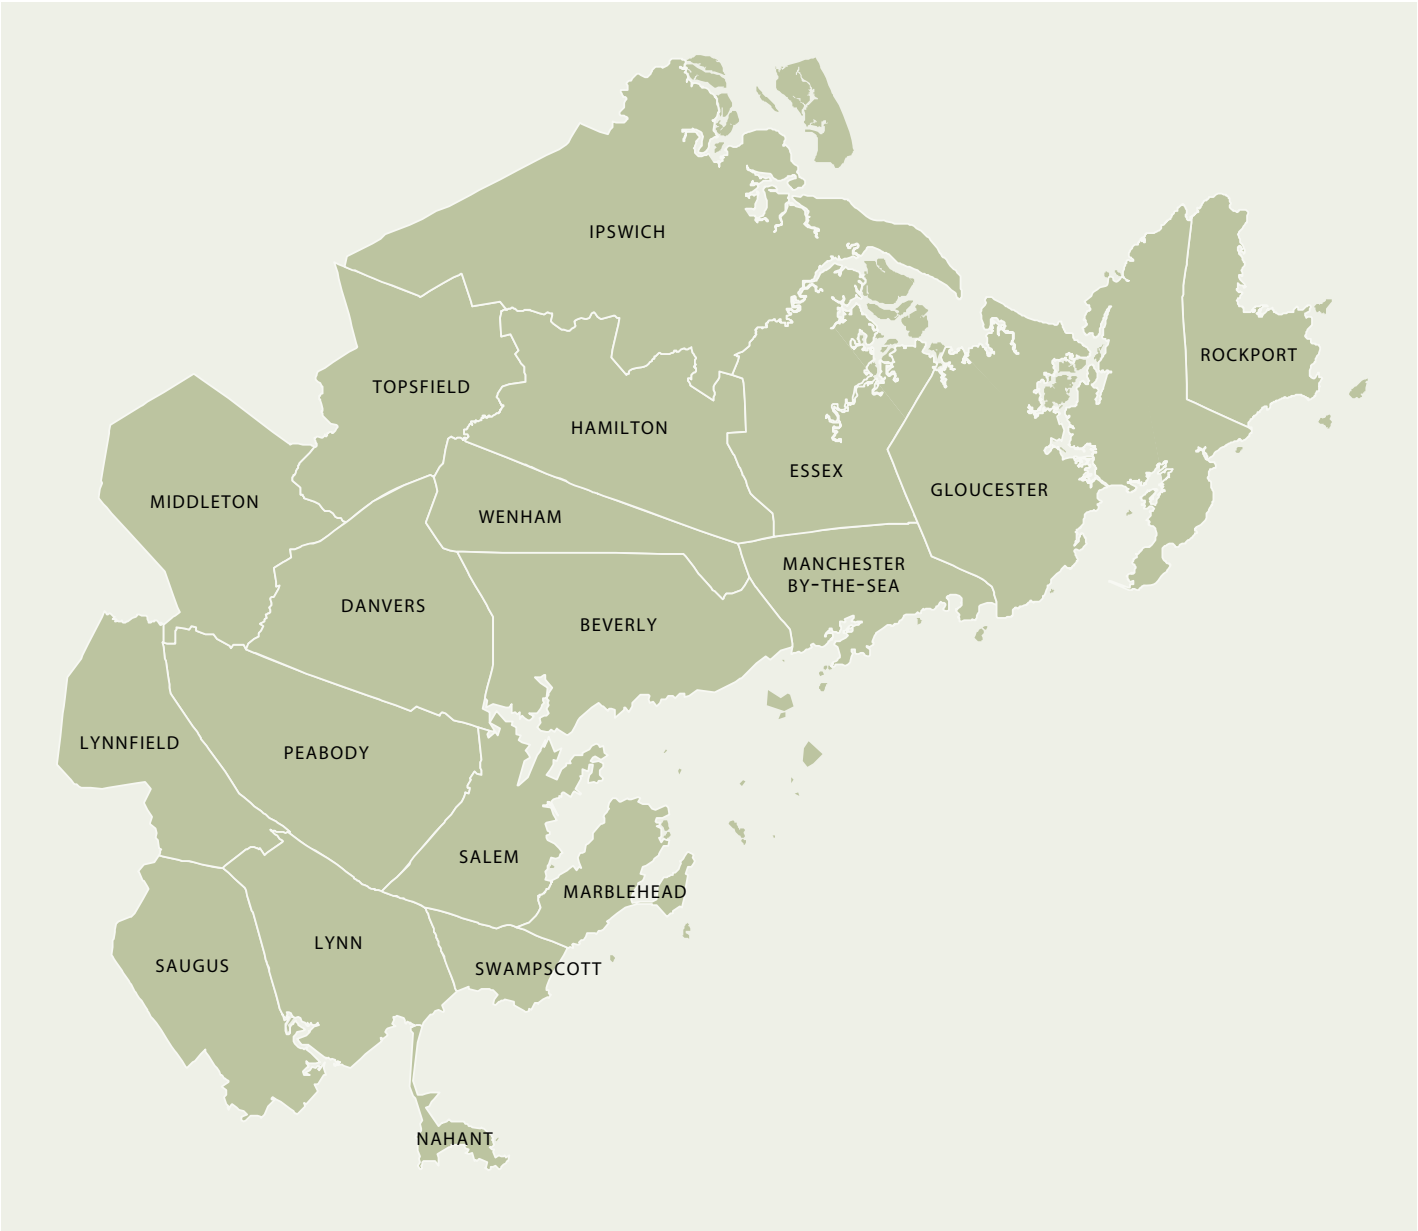 IPSWICH
ROCKPORT
TOPSFIELD
HAMILTON
ESSEX
GLOUCESTER
MIDDLETON
WENHAM
MANCHESTER
BY-THE-SEA
DANVERS
BEVERLY
LYNNFIELD
PEABODY
SALEM
MARBLEHEAD
LYNN
SAUGUS
SWAMPSCOTT
NAHANT